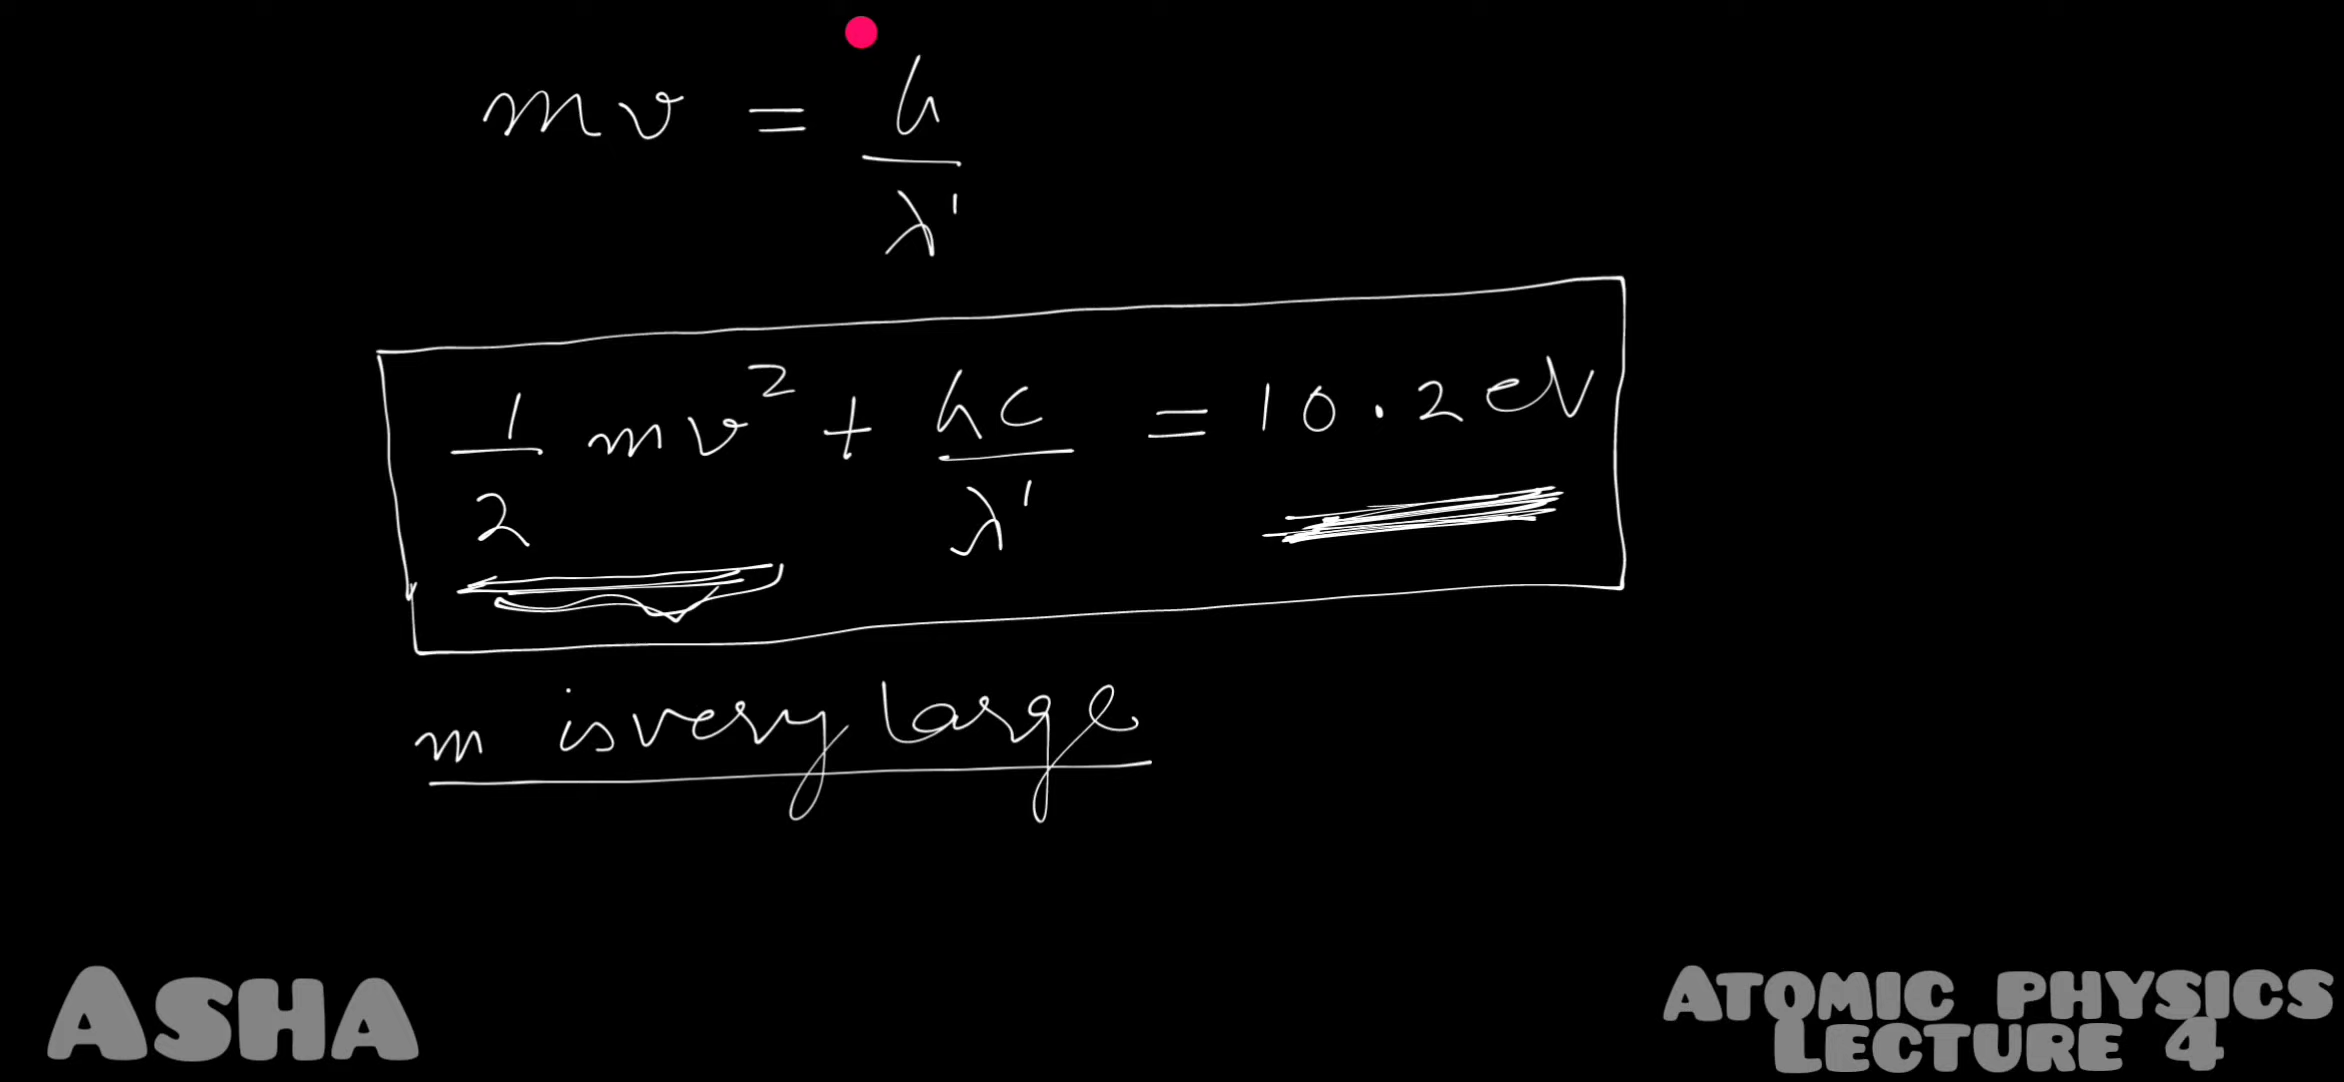 mv = h/λ'
1/2 mv² + hc/λ' = 10.2 eV
m is very large
ASHA
ATOMIC PHYSICS
LECTURE 4